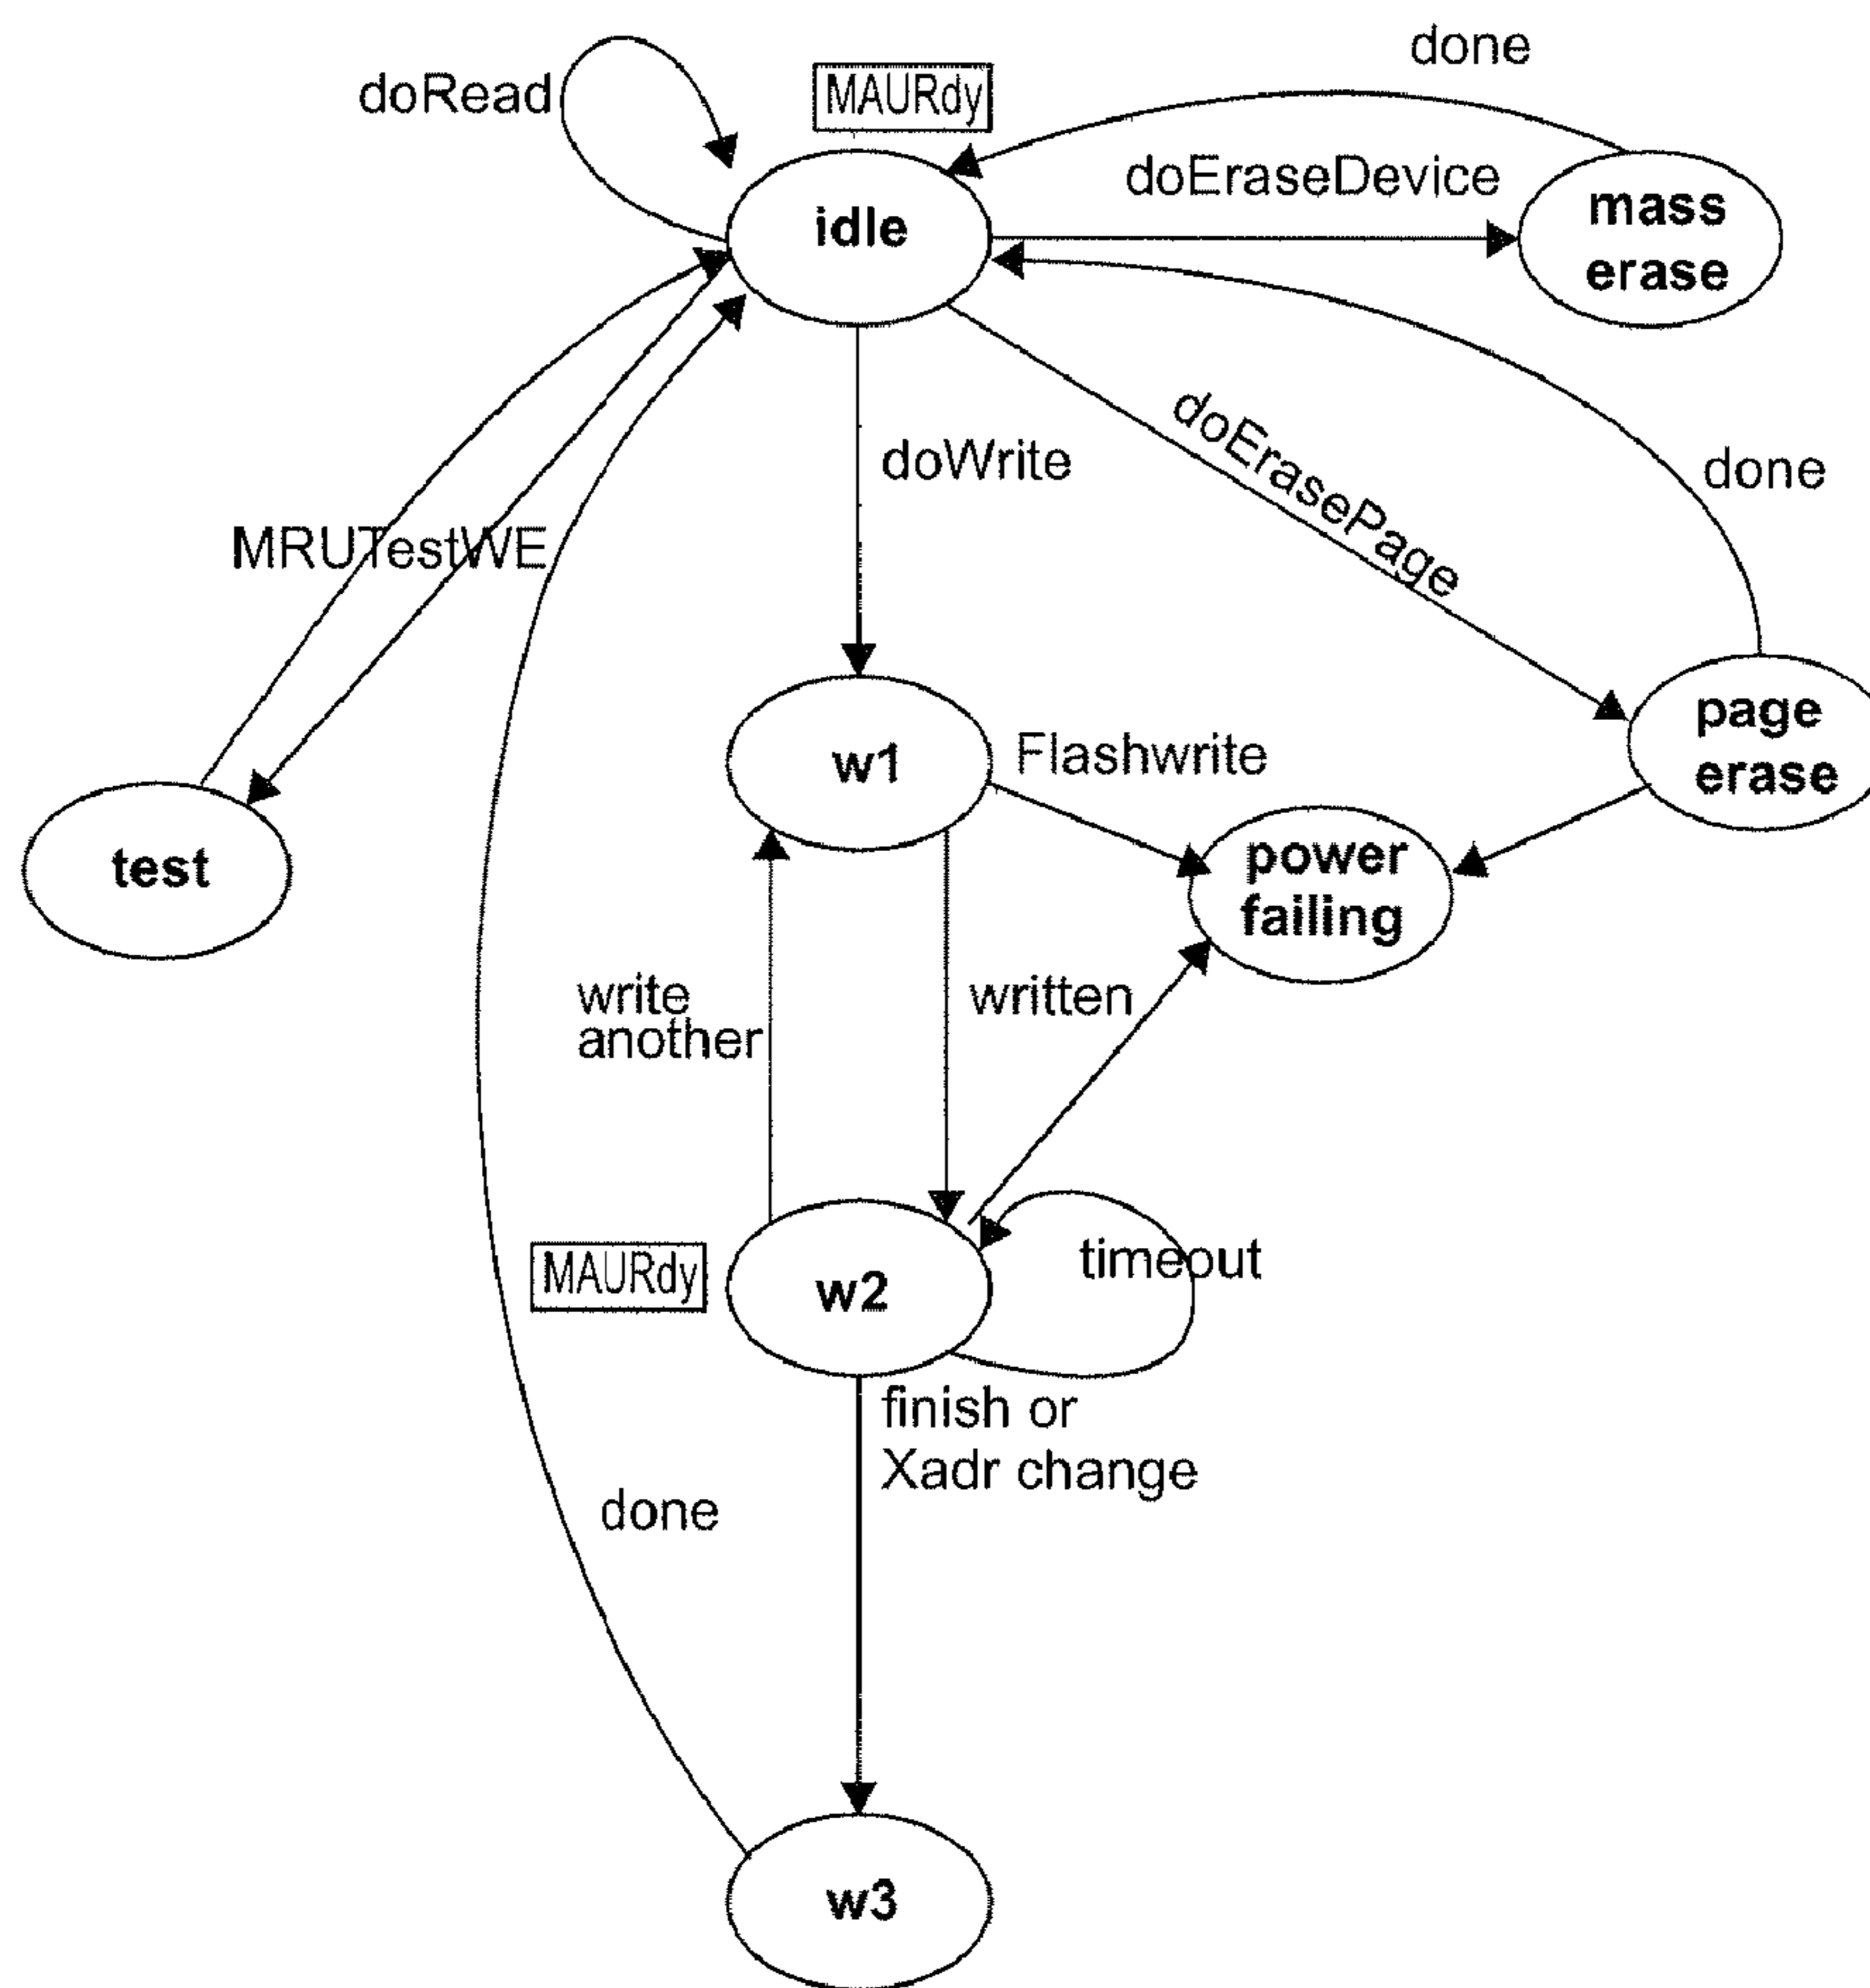 done
doRead
MAURdy
doEraseDevice
mass
erase
idle
doErasePage
doWrite
done
MRUTestWE
page
erase
w1
Flashwrite
power
failing
test
write
another
written
timeout
MAURdy
w2
finish or
Xadr change
done
w3